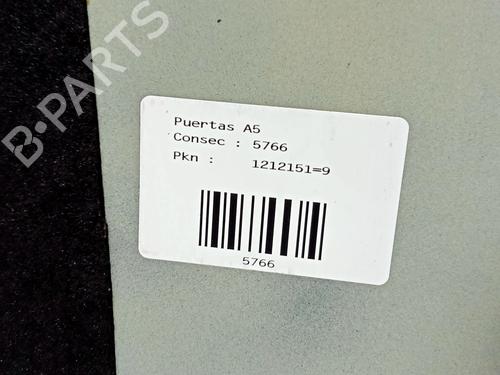 B-PARTS
Puertas A5
Consec : 5766
Pkn : 1212151=9
5766